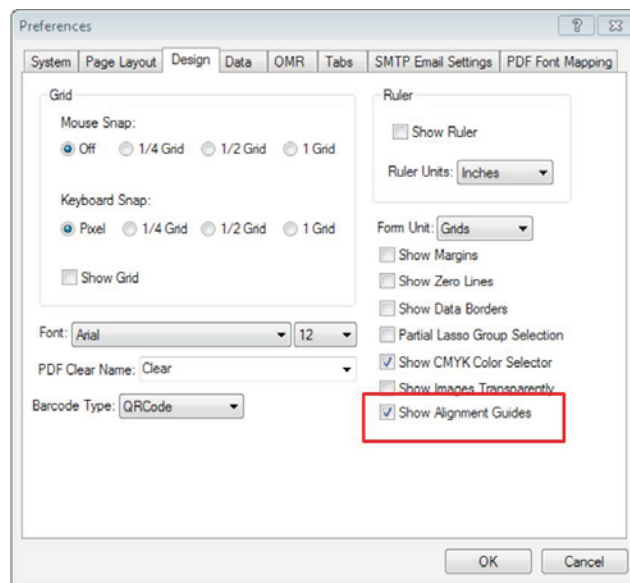 Preferences
System Page Layout Design Data OMR Tabs SMTP Email Settings PDF Font Mapping
Grid
Mouse Snap:
Off 1/4 Grid 1/2 Grid 1 Grid
Keyboard Snap:
Pixel 1/4 Grid 1/2 Grid 1 Grid
Show Grid
Font: Arial 12
PDF Clear Name: Clear
Barcode Type: QRCode
Ruler
Show Ruler
Ruler Units: Inches
Form Unit: Grids
Show Margins
Show Zero Lines
Show Data Borders
Partial Lasso Group Selection
Show CMYK Color Selector
Show Images Transparently
Show Alignment Guides
OK Cancel